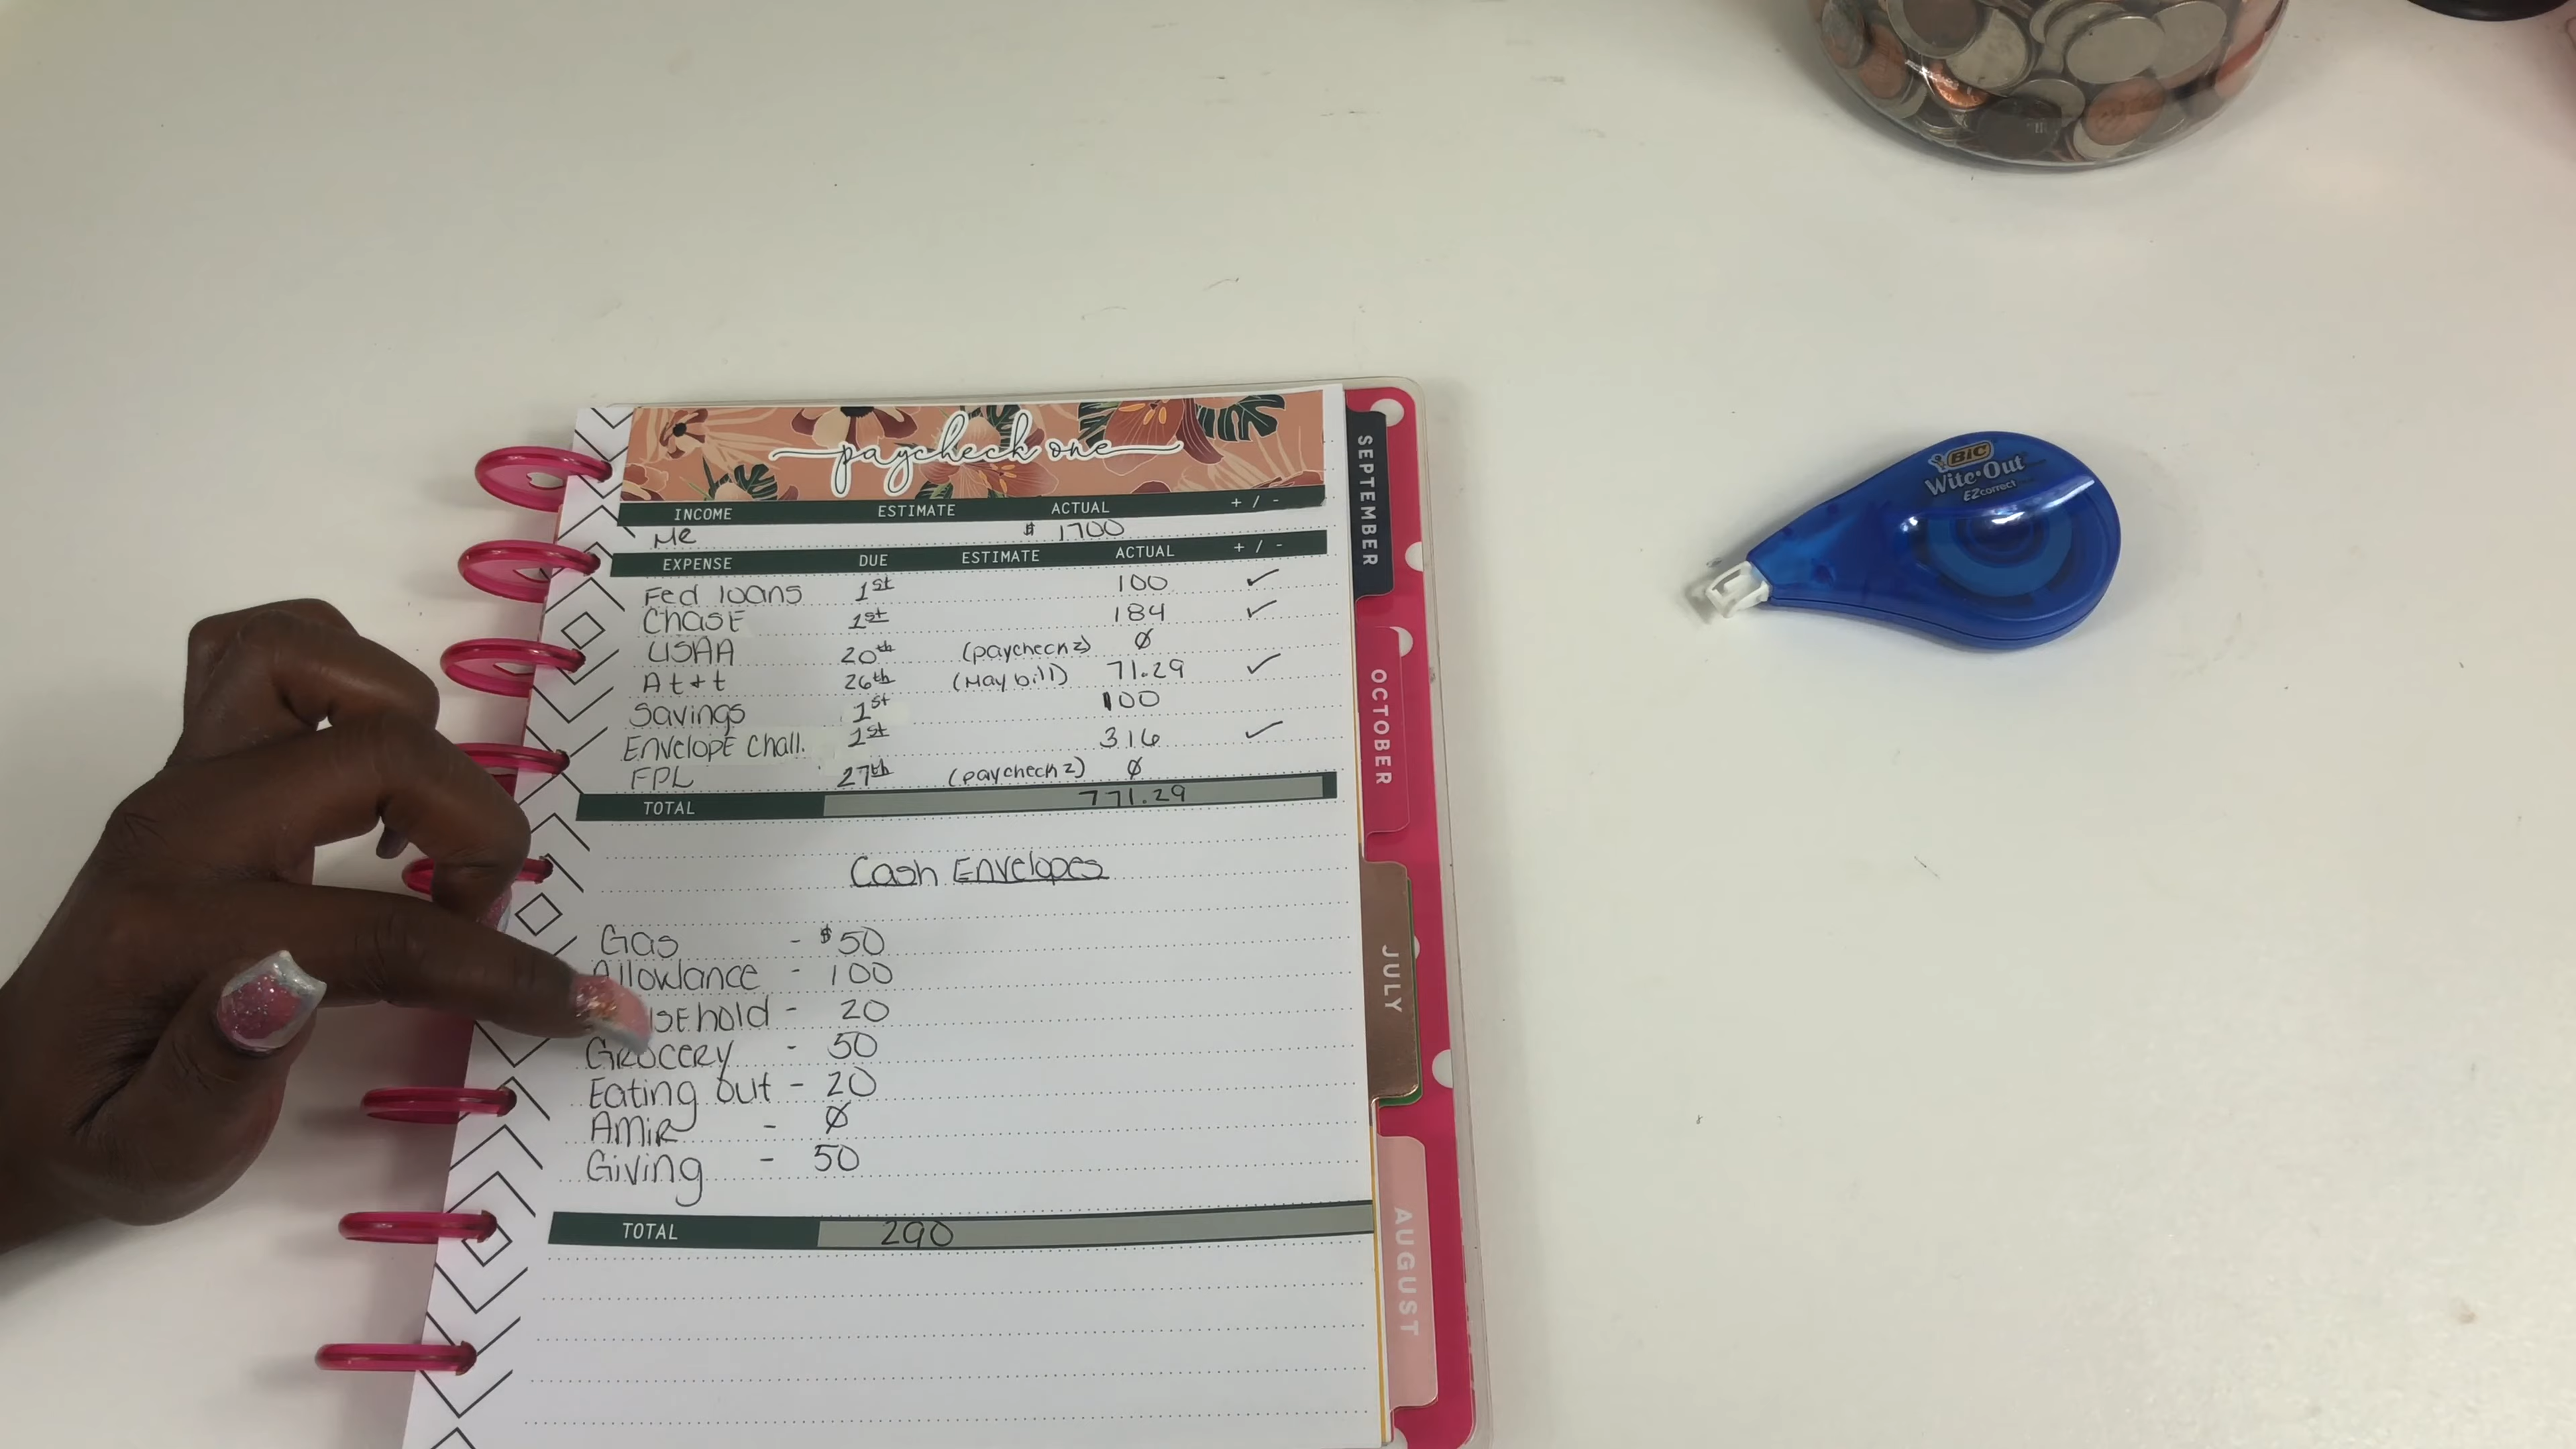 paycheck one
INCOME ESTIMATE ACTUAL + / -
Me $ 1700
EXPENSE DUE ESTIMATE ACTUAL + / -
Fed loans 1st 100 ✓
Chase 1st 184 ✓
USAA 20th (paycheck 2) Ø
At+t 26th (May bill) 71.29 ✓
Savings 1st 100
Envelope Chall. 1st 316 ✓
FPL 27th (paycheck 2) Ø
TOTAL 771.29
Cash Envelopes
Gas - $50
Allowance - 100
usehold - 20
Grocery - 50
Eating out - 20
Amir - Ø
Giving - 50
TOTAL 290
SEPTEMBER
OCTOBER
JULY
AUGUST
BIC
Wite·Out
EZcorrect